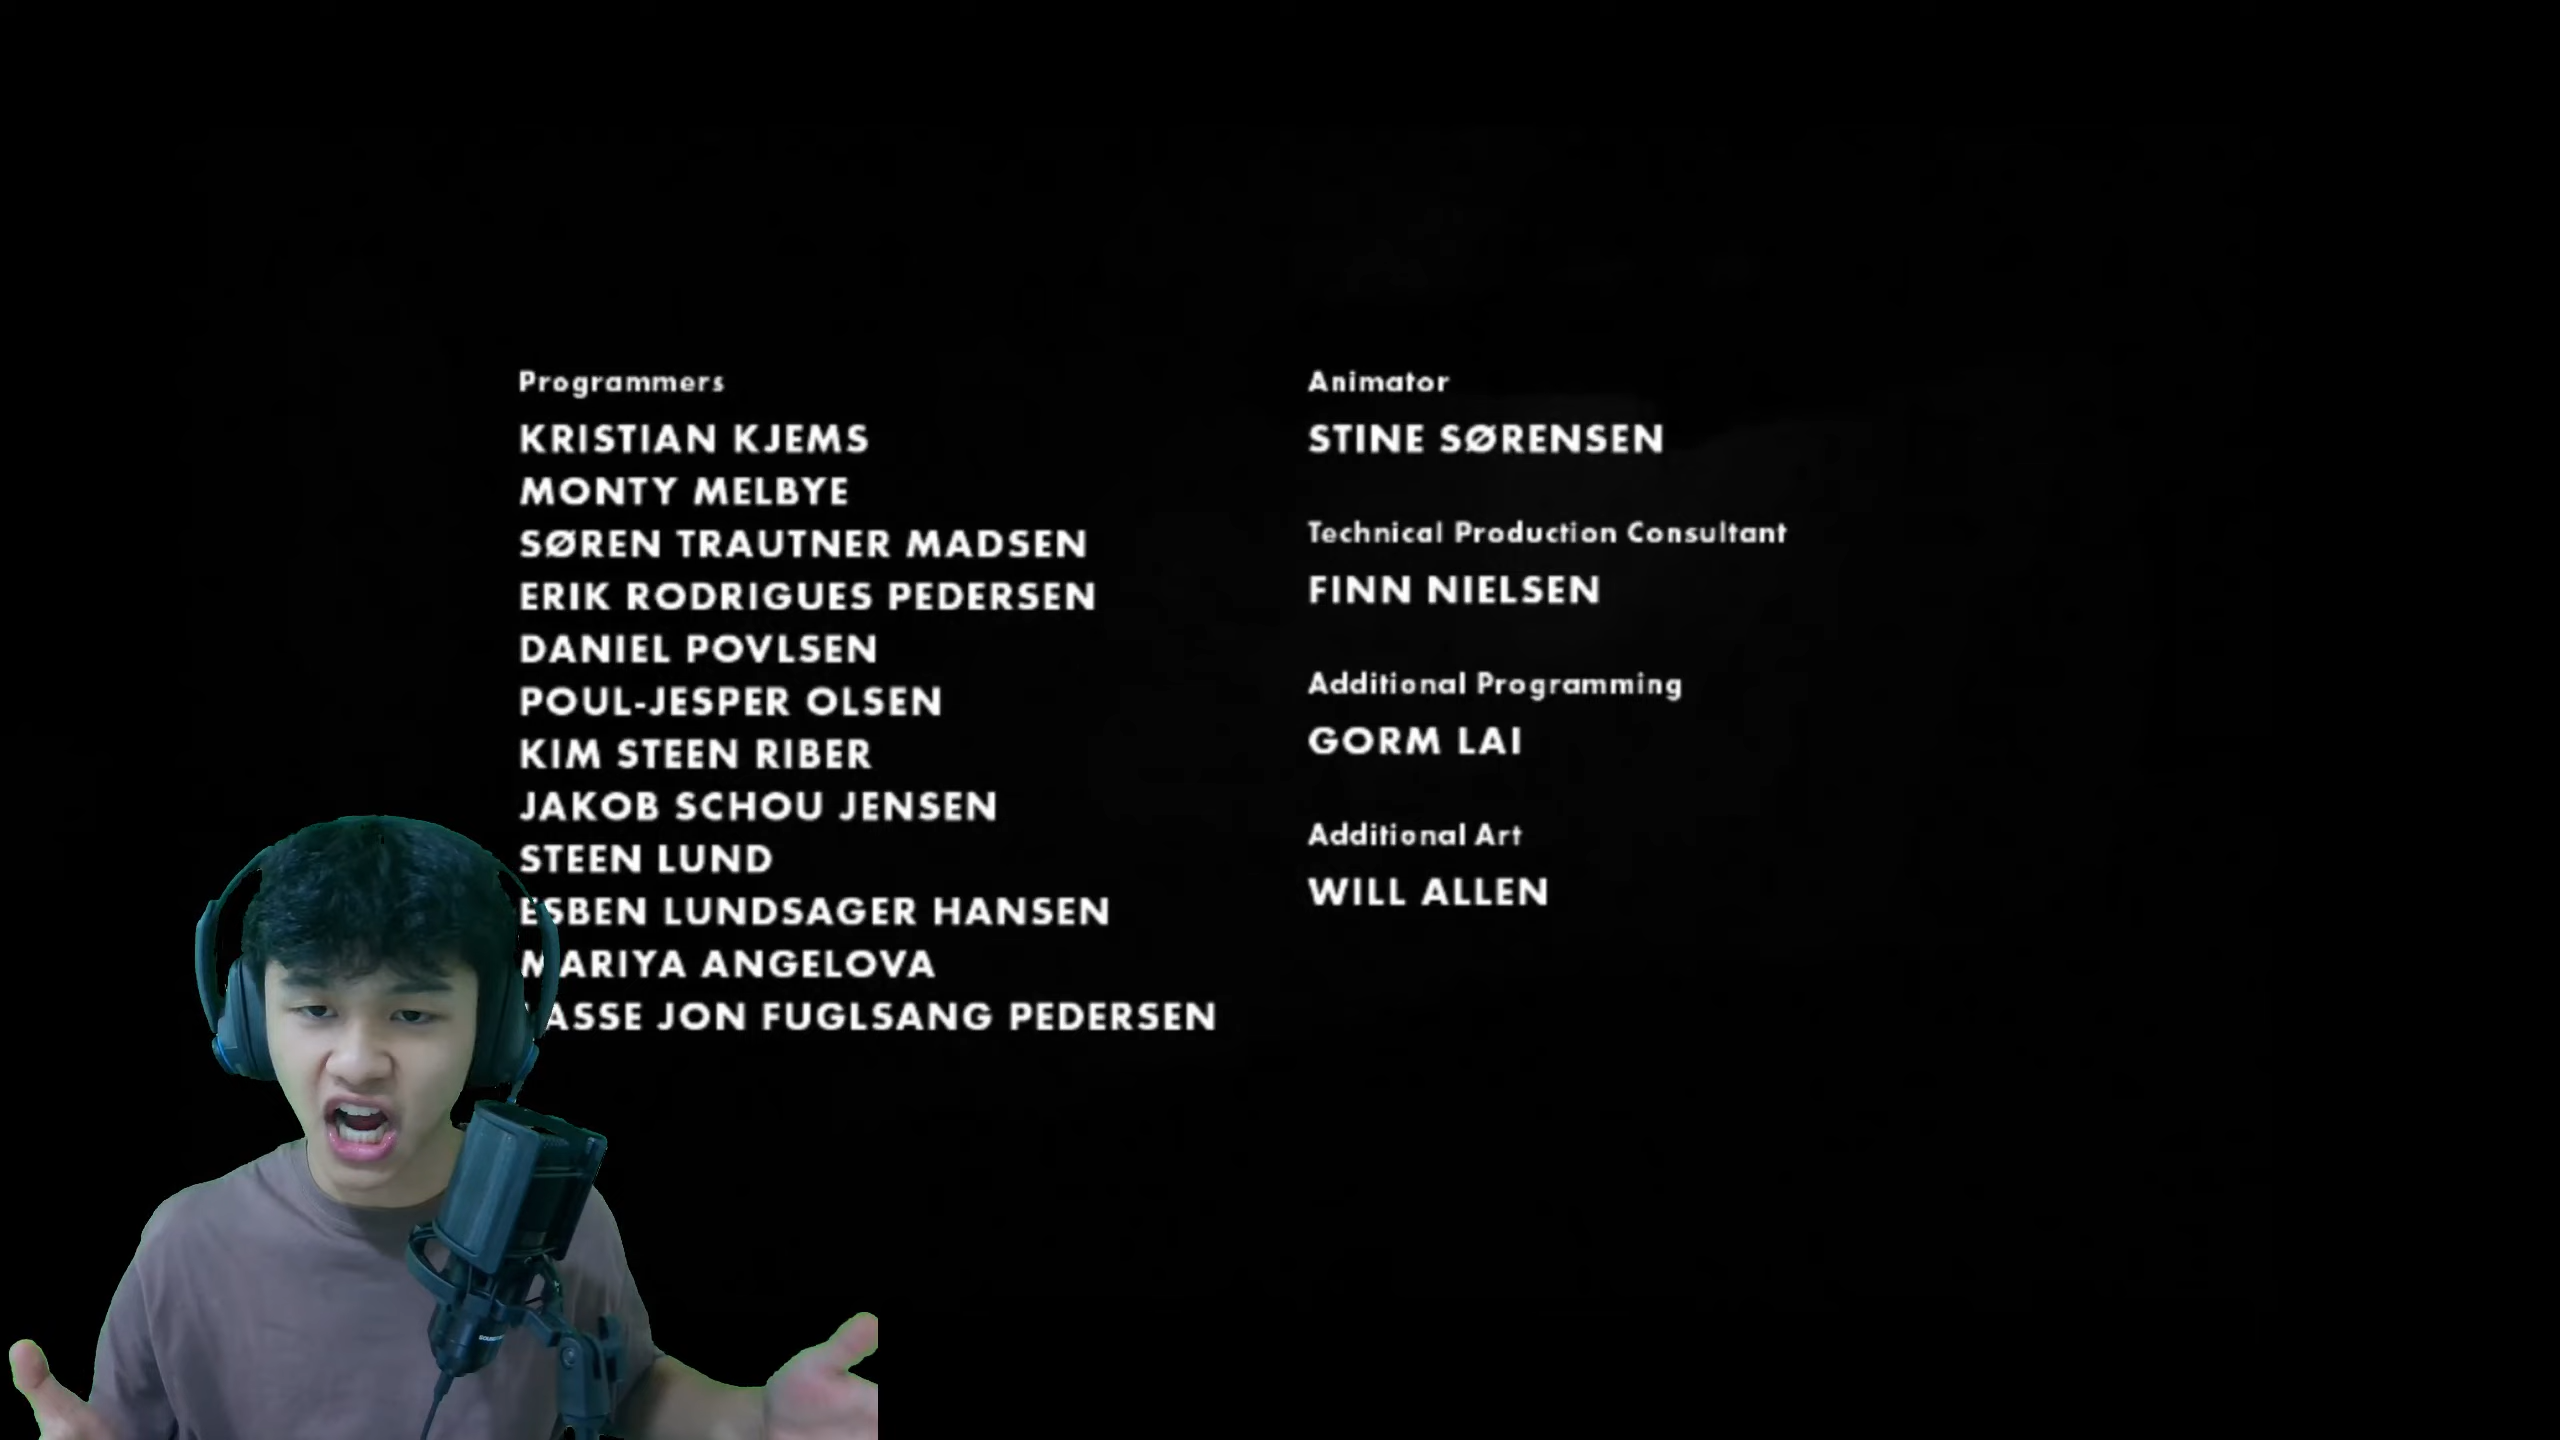 Programmers
KRISTIAN KJEMS
MONTY MELBYE
SØREN TRAUTNER MADSEN
ERIK RODRIGUES PEDERSEN
DANIEL POVLSEN
POUL-JESPER OLSEN
KIM STEEN RIBER
JAKOB SCHOU JENSEN
STEEN LUND
ESBEN LUNDSAGER HANSEN
MARIYA ANGELOVA
JON FUGLSANG PEDERSEN
Animator
STINE SØRENSEN
Technical Production Consultant
FINN NIELSEN
Additional Programming
GORM LAI
Additional Art
WILL ALLEN